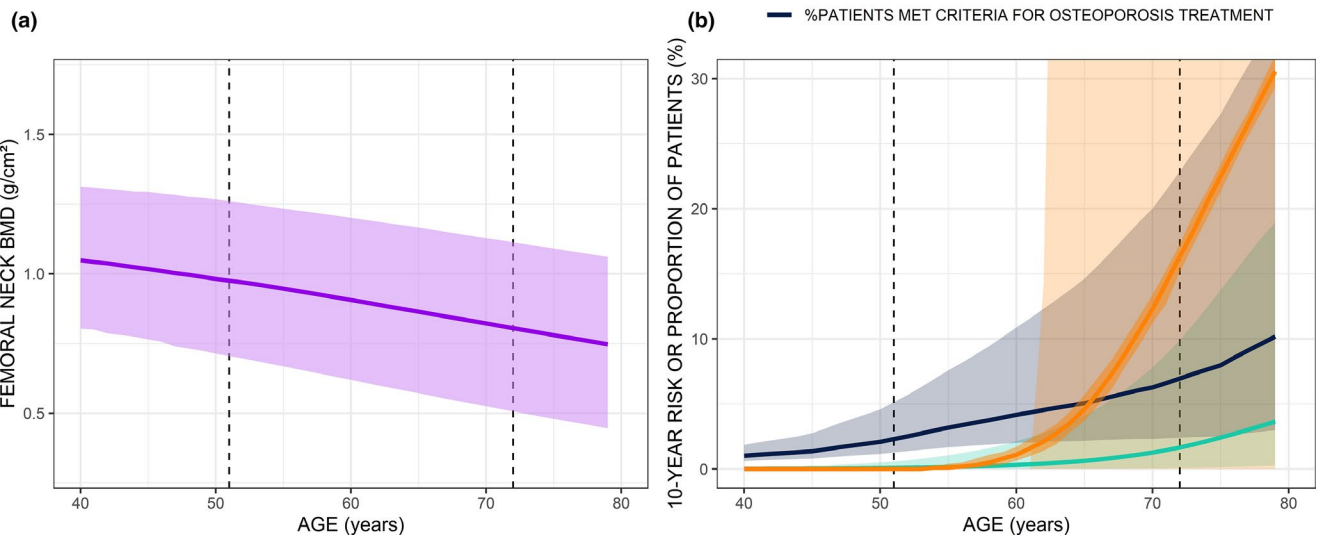 (a)
FEMORAL NECK BMD (g/cm²)
1.5
1.0
0.5
40 50 60 70 80
AGE (years)
(b)
%PATIENTS MET CRITERIA FOR OSTEOPOROSIS TREATMENT
10-YEAR RISK OR PROPORTION OF PATIENTS (%)
30
20
10
0
40 50 60 70 80
AGE (years)